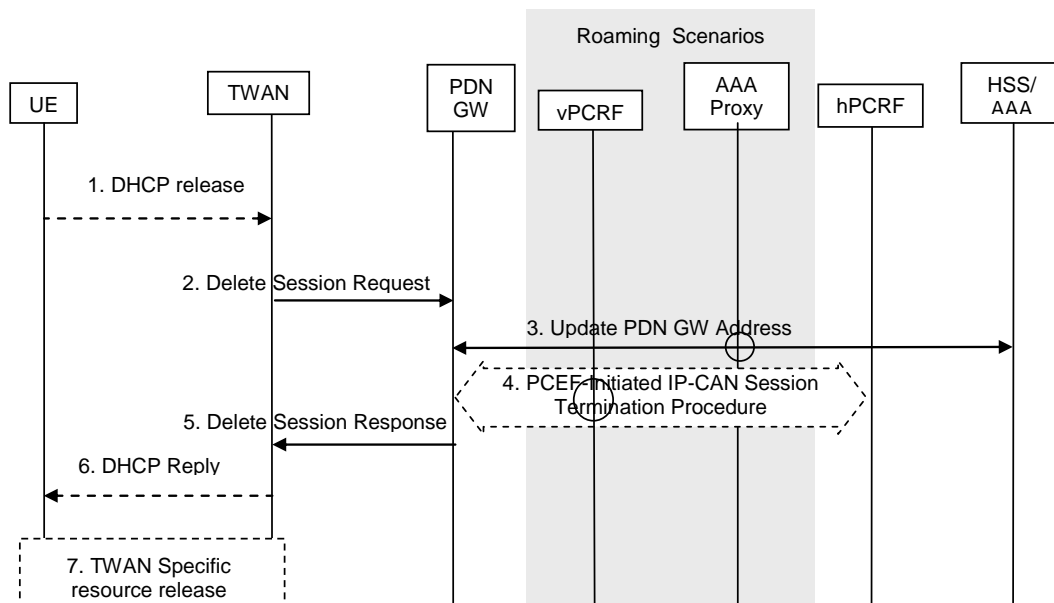 Roaming Scenarios
UE
TWAN
PDN
GW
vPCRF
AAA
Proxy
hPCRF
HSS/
AAA
1. DHCP release
2. Delete Session Request
3. Update PDN GW Address
4. PCEF-Initiated IP-CAN Session
Termination Procedure
5. Delete Session Response
6. DHCP Reply
7. TWAN Specific
resource release